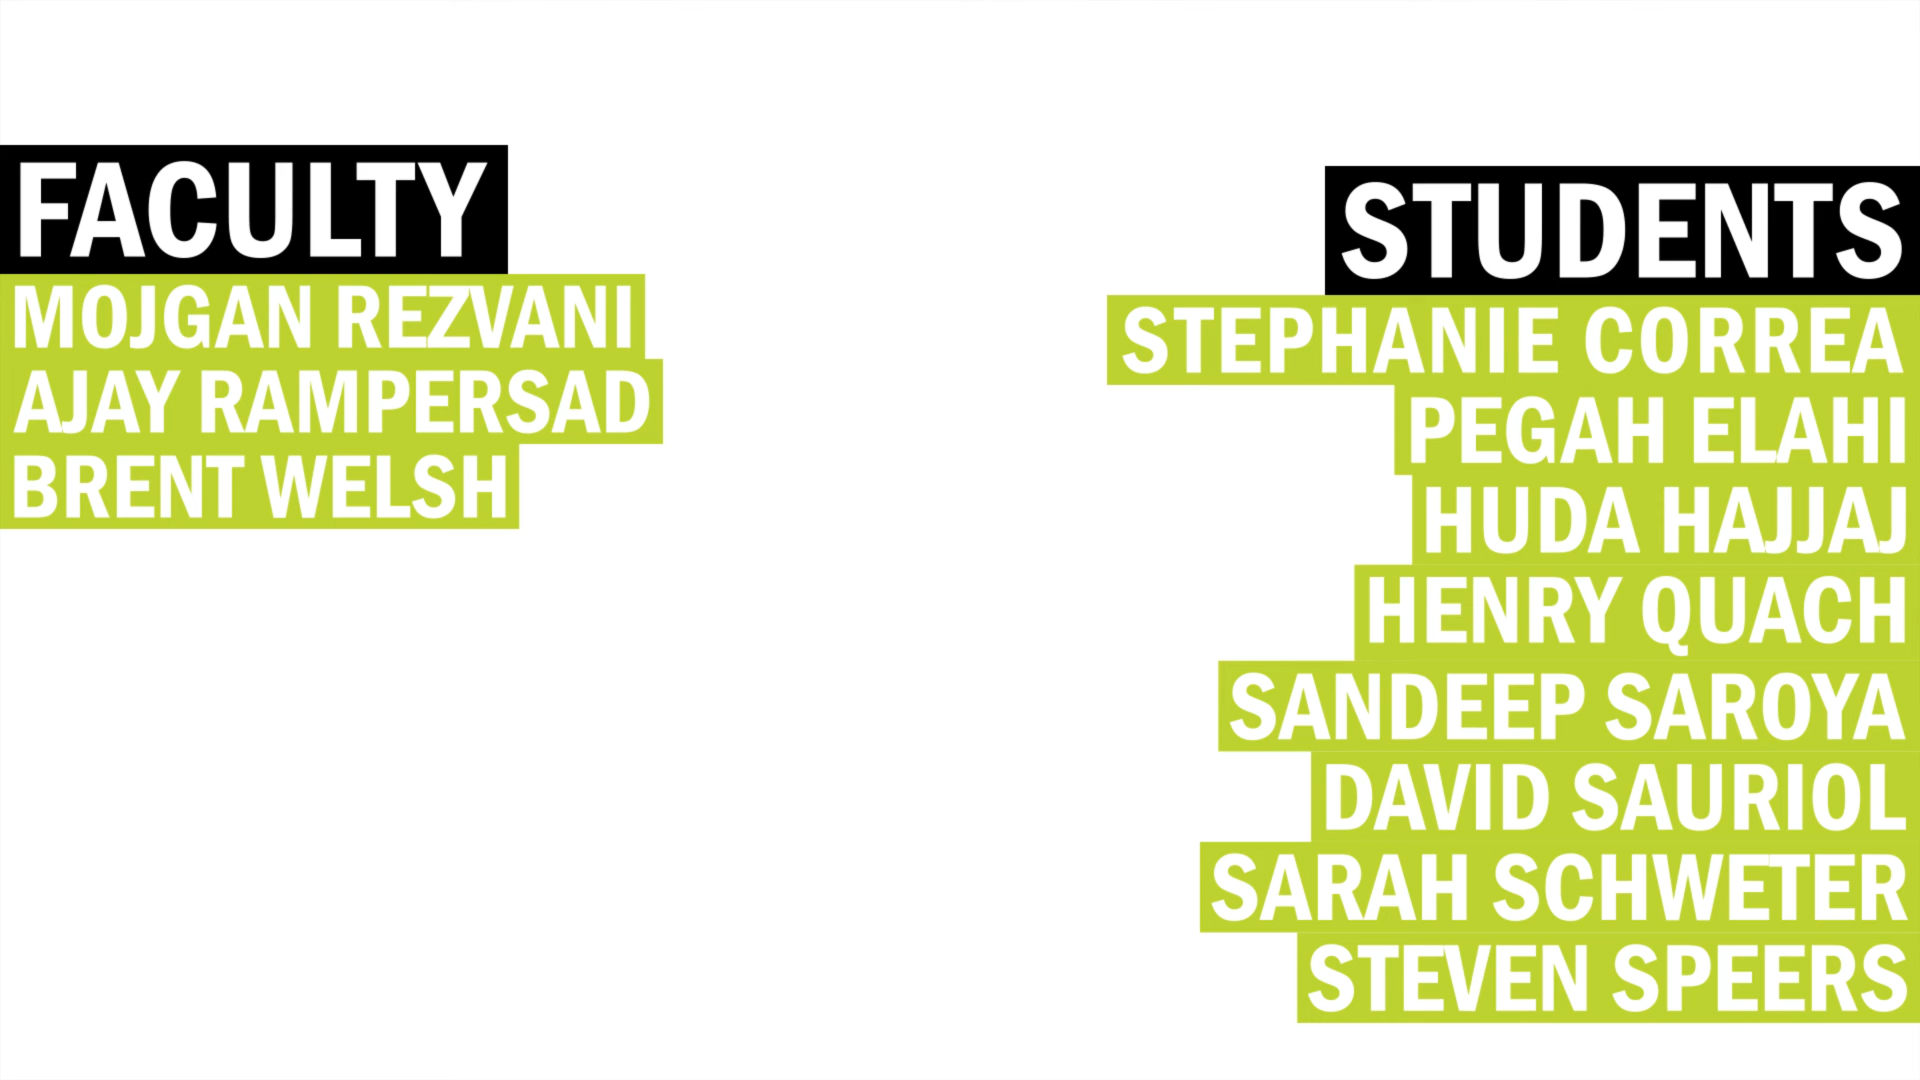 FACULTY
MOJGAN REZVANI
AJAY RAMPERSAD
BRENT WELSH
STUDENTS
STEPHANIE CORREA
PEGAH ELAHI
HUDA HAJJAJ
HENRY QUACH
SANDEEP SAROYA
DAVID SAURIOL
SARAH SCHWETER
STEVEN SPEERS